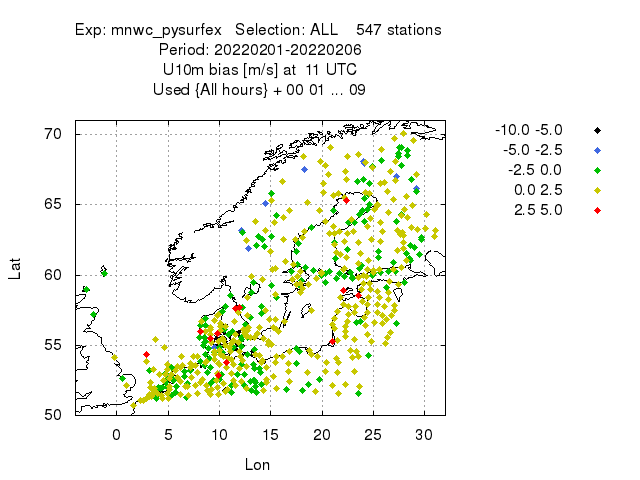 Exp: mnwc_pysurfex   Selection: ALL    547 stations
Period: 20220201-20220206
U10m bias [m/s] at  11 UTC
Used {All hours} + 00 01 ... 09
-10.0 -5.0
-5.0 -2.5
-2.5 0.0
0.0 2.5
2.5 5.0
70
65
60
55
50
Lat
0 5 10 15 20 25 30
Lon